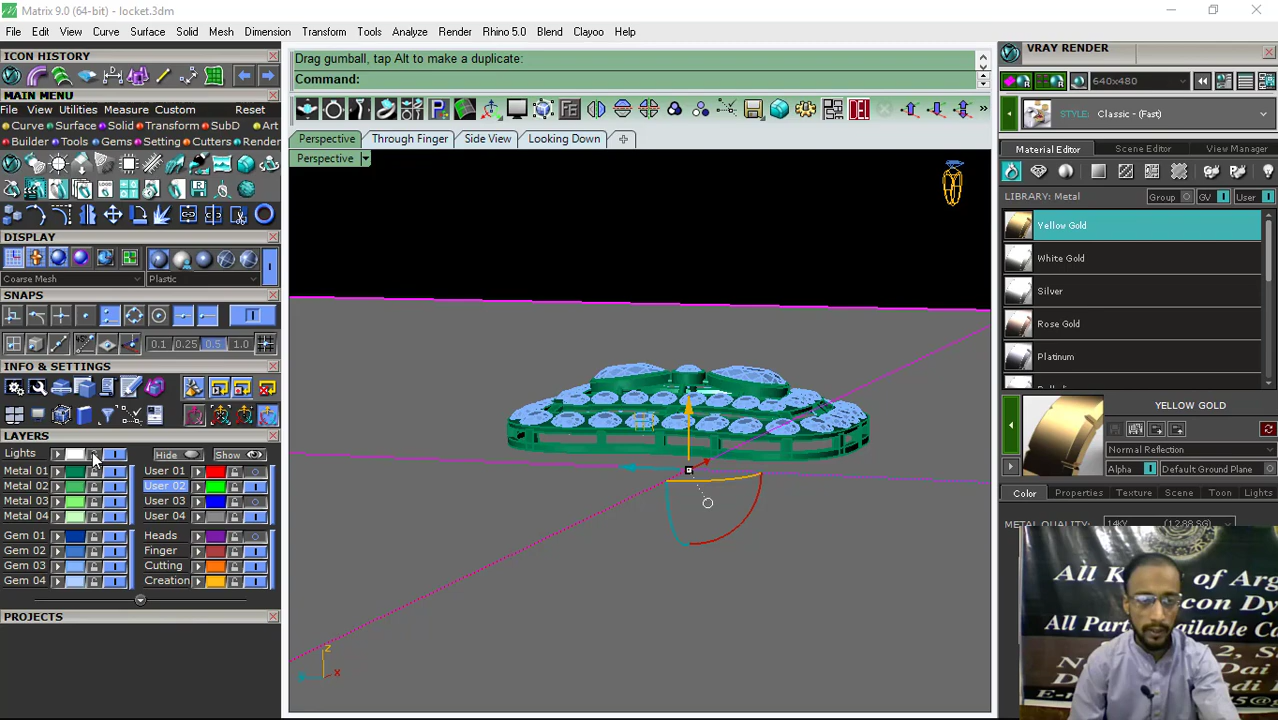 Matrix 9.0 (64-bit) - locket.3dm
File Edit View Curve Surface Solid Mesh Dimension Transform Tools Analyze Render Rhino 5.0 Blend Clayoo Help
ICON HISTORY
MAIN MENU
File View Utilities Measure Custom Reset
Curve Surface Solid Transform SubD Art
Builder Tools Gems Setting Cutters Render
DISPLAY
Coarse Mesh Plastic
SNAPS
0.1 0.25 0.5 1.0
INFO & SETTINGS
LAYERS
Lights Hide Show
Metal 01 User 01
Metal 02 User 02
Metal 03 User 03
Metal 04 User 04
Gem 01 Heads
Gem 02 Finger
Gem 03 Cutting
Gem 04 Creation
PROJECTS
Drag gumball, tap Alt to make a duplicate:
Command:
Perspective Through Finger Side View Looking Down
Perspective
z
x
VRAY RENDER
640x480
STYLE: Classic - (Fast)
Material Editor Scene Editor View Manager
LIBRARY: Metal Group GV User
Yellow Gold
White Gold
Silver
Rose Gold
Platinum
YELLOW GOLD
Normal Reflection
Alpha Default Ground Plane
Color Properties Texture Scene Toon Lights
METAL QUALITY: 14kY (12.88 SG)
All K of Arg
con Dy
All Par vailable Ca